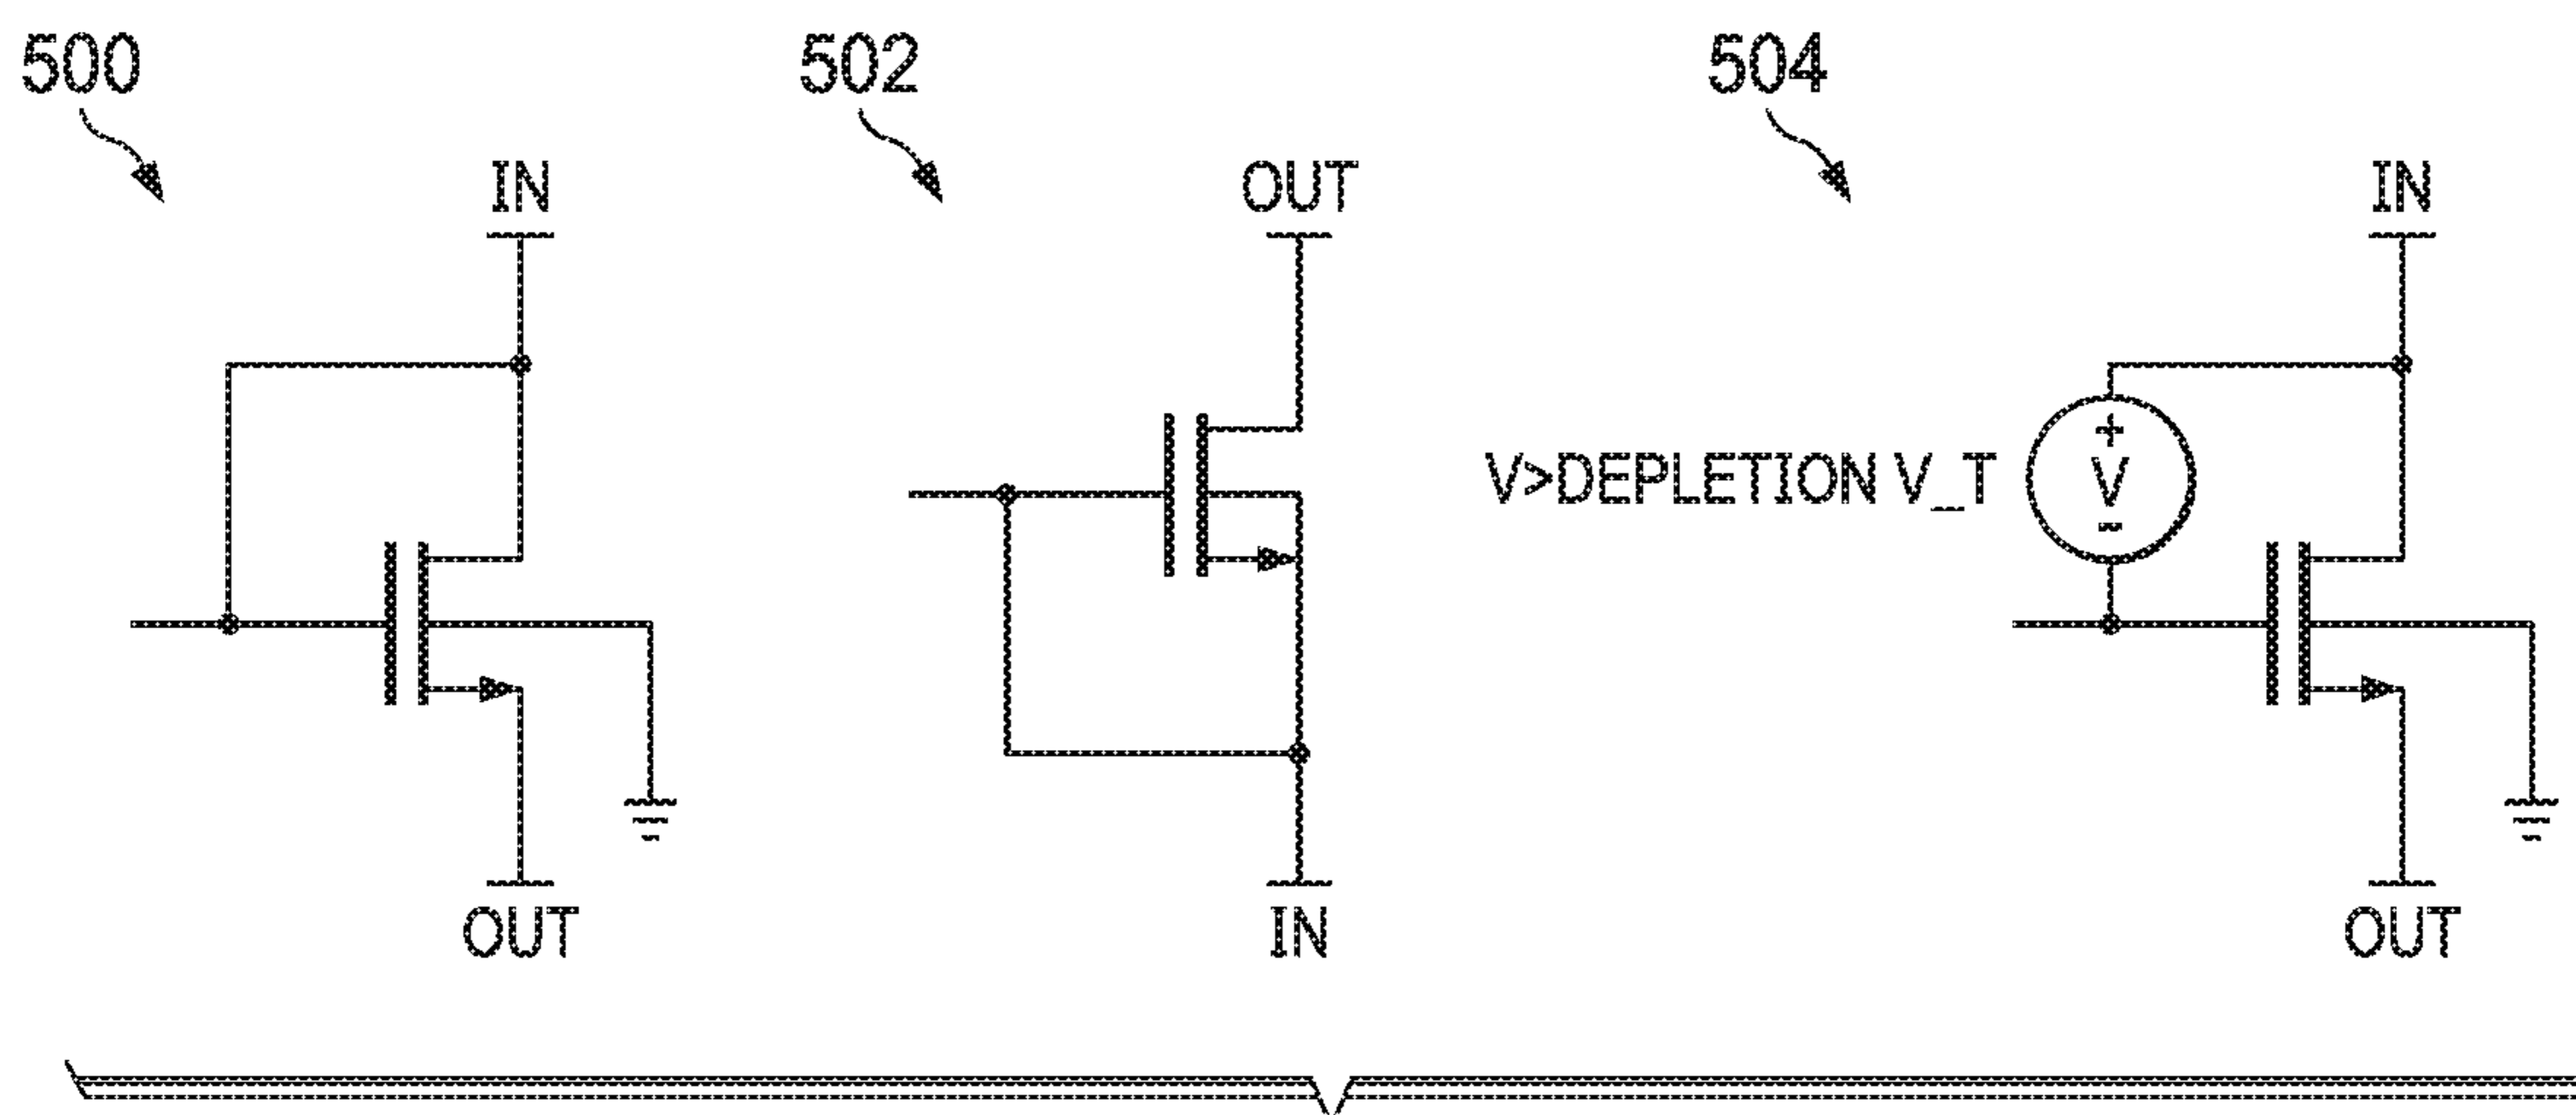 500
502
504
IN
OUT
IN
V>DEPLETION V_T
+
V
-
OUT
IN
OUT